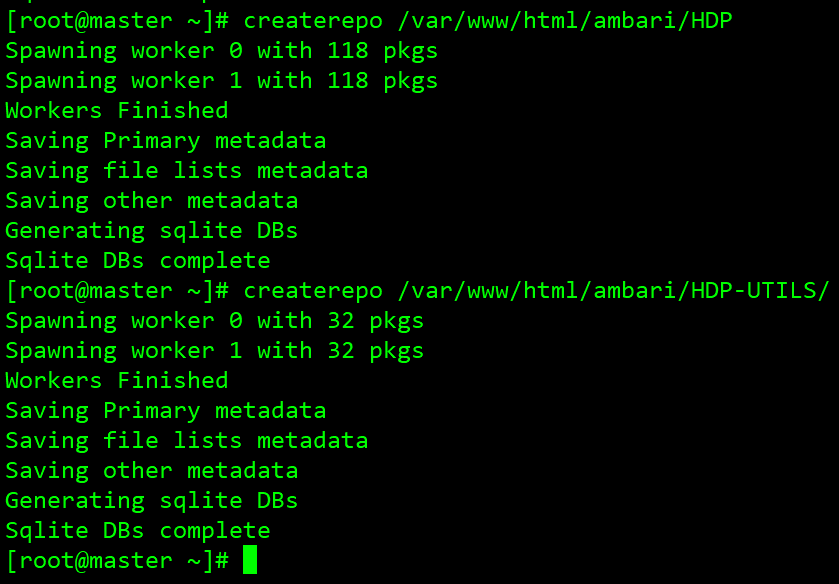 [root@master ~]# createrepo /var/www/html/ambari/HDP
Spawning worker 0 with 118 pkgs
Spawning worker 1 with 118 pkgs
Workers Finished
Saving Primary metadata
Saving file lists metadata
Saving other metadata
Generating sqlite DBs
Sqlite DBs complete
[root@master ~]# createrepo /var/www/html/ambari/HDP-UTILS/
Spawning worker 0 with 32 pkgs
Spawning worker 1 with 32 pkgs
Workers Finished
Saving Primary metadata
Saving file lists metadata
Saving other metadata
Generating sqlite DBs
Sqlite DBs complete
[root@master ~]#